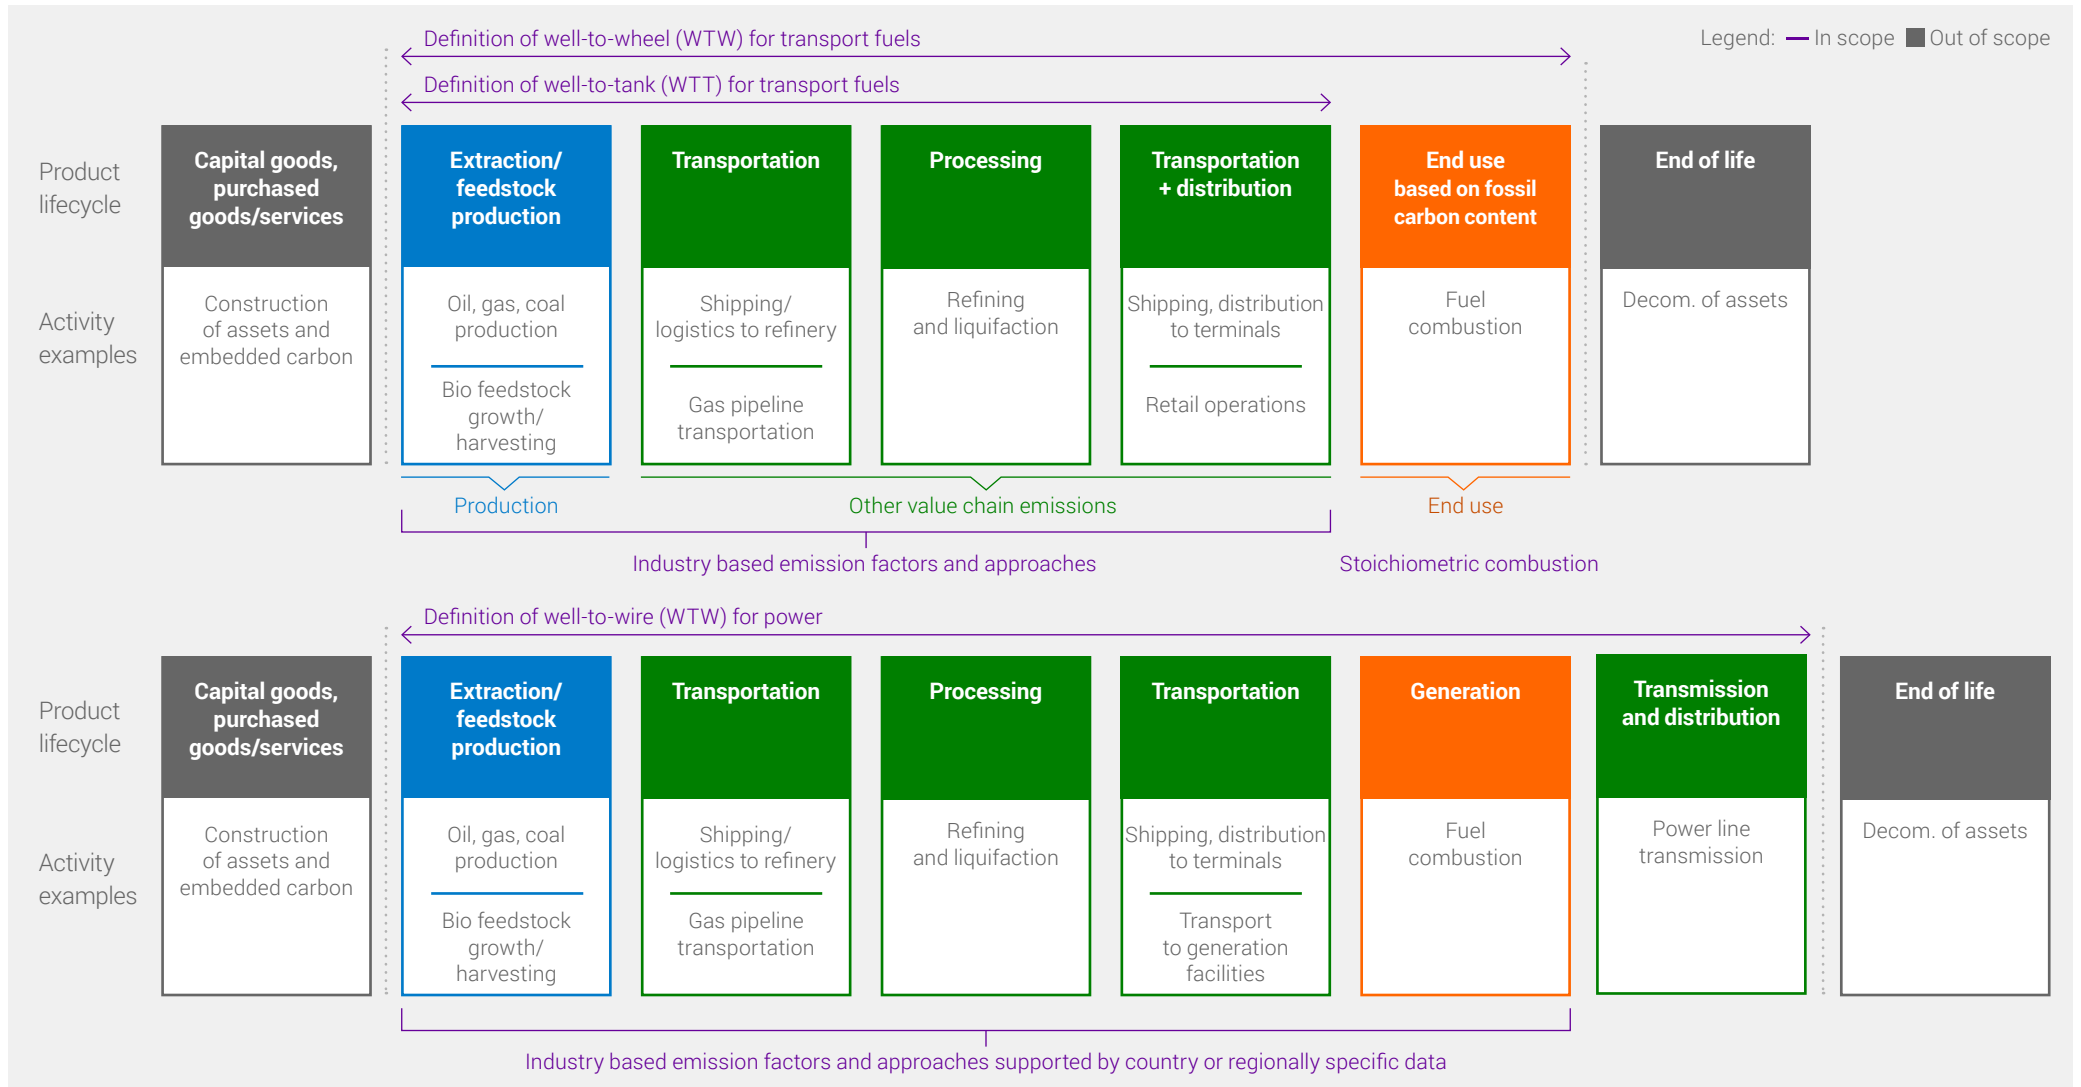 Definition of well-to-wheel (WTW) for transport fuels
Legend: In scope Out of scope
Definition of well-to-tank (WTT) for transport fuels
Product
lifecycle
Capital goods,
purchased
goods/services
Extraction/
feedstock
production
Transportation
Processing
Transportation
+ distribution
End use
based on fossil
carbon content
End of life
Activity
examples
Construction
of assets and
embedded carbon
Oil, gas, coal
production
Bio feedstock
growth/
harvesting
Shipping/
logistics to refinery
Gas pipeline
transportation
Refining
and liquifaction
Shipping, distribution
to terminals
Retail operations
Fuel
combustion
Decom. of assets
Production
Other value chain emissions
End use
Industry based emission factors and approaches
Stoichiometric combustion
Definition of well-to-wire (WTW) for power
Product
lifecycle
Capital goods,
purchased
goods/services
Extraction/
feedstock
production
Transportation
Processing
Transportation
Generation
Transmission
and distribution
End of life
Activity
examples
Construction
of assets and
embedded carbon
Oil, gas, coal
production
Bio feedstock
growth/
harvesting
Shipping/
logistics to refinery
Gas pipeline
transportation
Refining
and liquifaction
Shipping, distribution
to terminals
Transport
to generation
facilities
Fuel
combustion
Power line
transmission
Decom. of assets
Industry based emission factors and approaches supported by country or regionally specific data